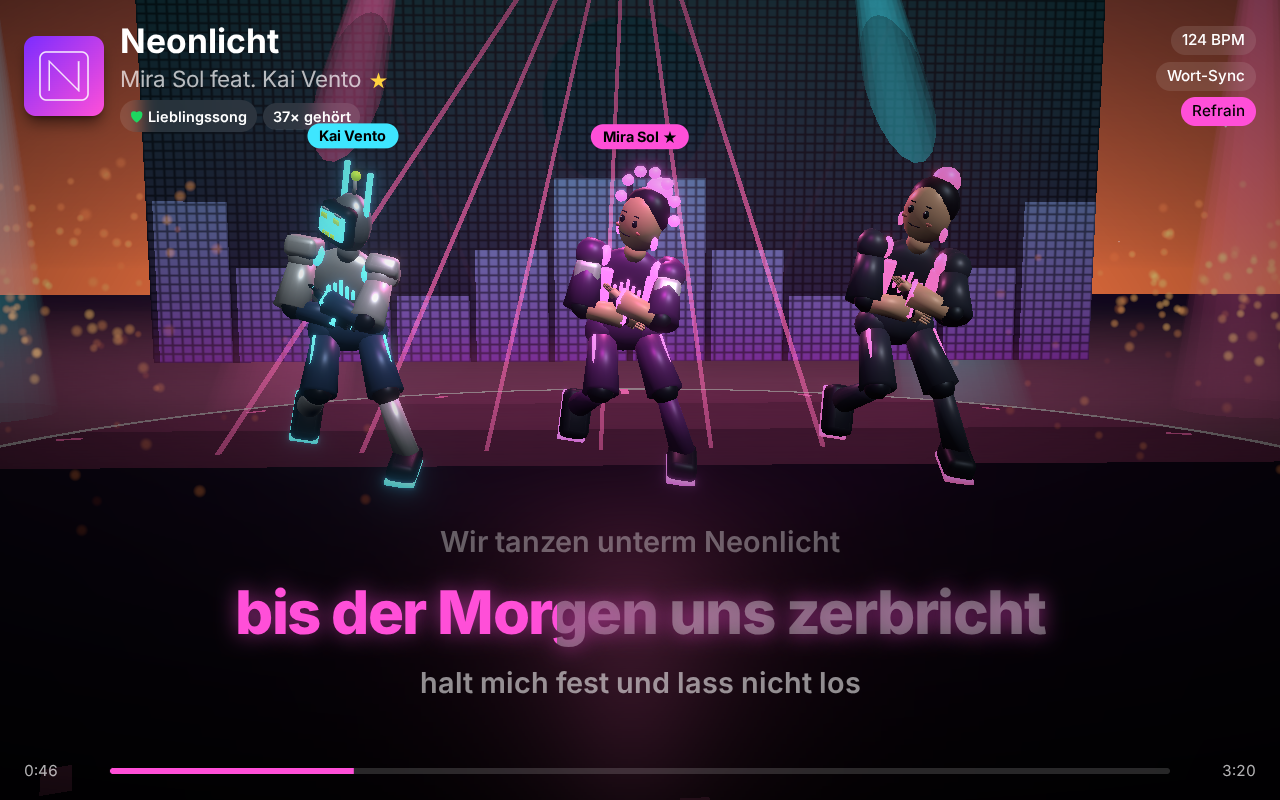 Neonlicht
Mira Sol feat. Kai Vento ★
Lieblingssong
37× gehört
124 BPM
Wort-Sync
Refrain
Kai Vento
Mira Sol ★
Wir tanzen unterm Neonlicht
bis der Morgen uns zerbricht
halt mich fest und lass nicht los
0:46
3:20